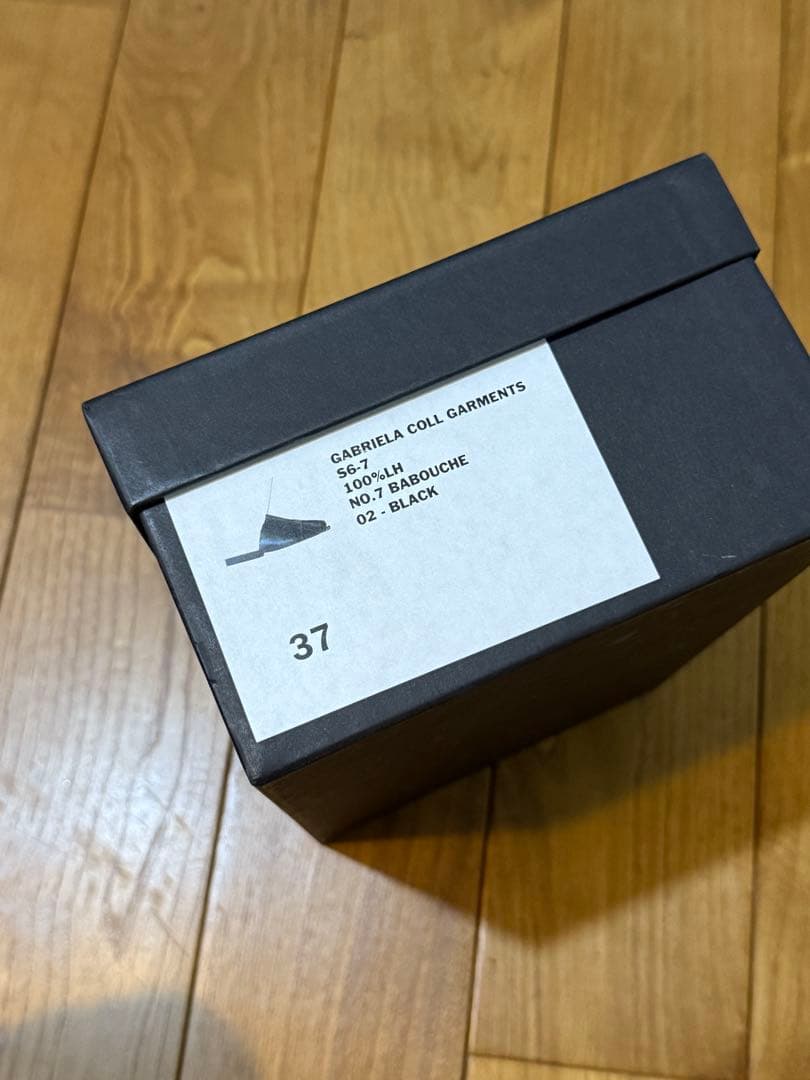 GABRIELA COLL GARMENTS
S6-7
100%LH
NO.7 BABOUCHE
02 - BLACK
37